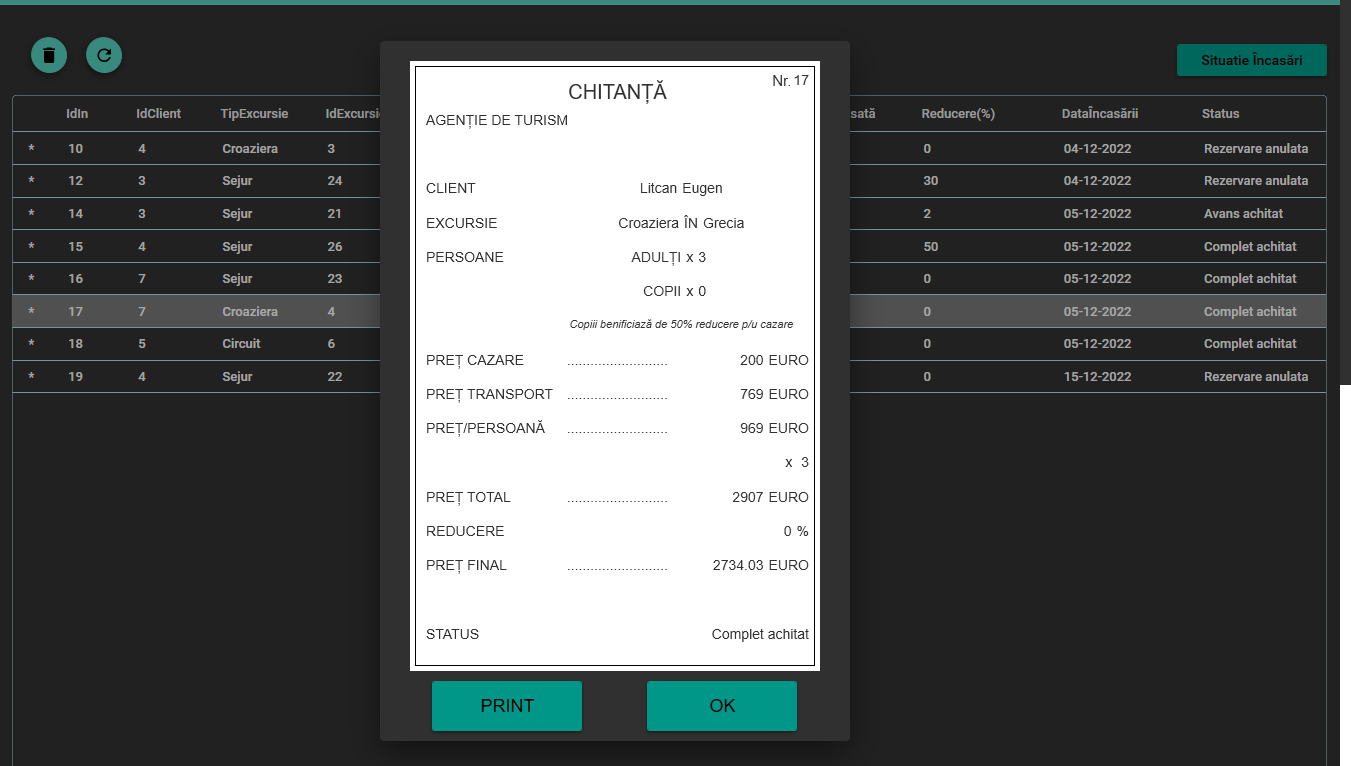 Situatie Încasări
IdIn IdClient TipExcursie IdExcursi sată Reducere(%) DataÎncasării Status
* 10 4 Croaziera 3 0 04-12-2022 Rezervare anulata
* 12 3 Sejur 24 30 04-12-2022 Rezervare anulata
* 14 3 Sejur 21 2 05-12-2022 Avans achitat
* 15 4 Sejur 26 50 05-12-2022 Complet achitat
* 16 7 Sejur 23 0 05-12-2022 Complet achitat
* 17 7 Croaziera 4 0 05-12-2022 Complet achitat
* 18 5 Circuit 6 0 05-12-2022 Complet achitat
* 19 4 Sejur 22 0 15-12-2022 Rezervare anulata
Nr. 17
CHITANȚĂ
AGENȚIE DE TURISM
CLIENT Litcan Eugen
EXCURSIE Croaziera ÎN Grecia
PERSOANE ADULȚI x 3
COPII x 0
Copiii benificiază de 50% reducere p/u cazare
PREȚ CAZARE .......................... 200 EURO
PREȚ TRANSPORT .......................... 769 EURO
PREȚ/PERSOANĂ .......................... 969 EURO
x 3
PREȚ TOTAL .......................... 2907 EURO
REDUCERE 0 %
PREȚ FINAL .......................... 2734.03 EURO
STATUS Complet achitat
PRINT OK